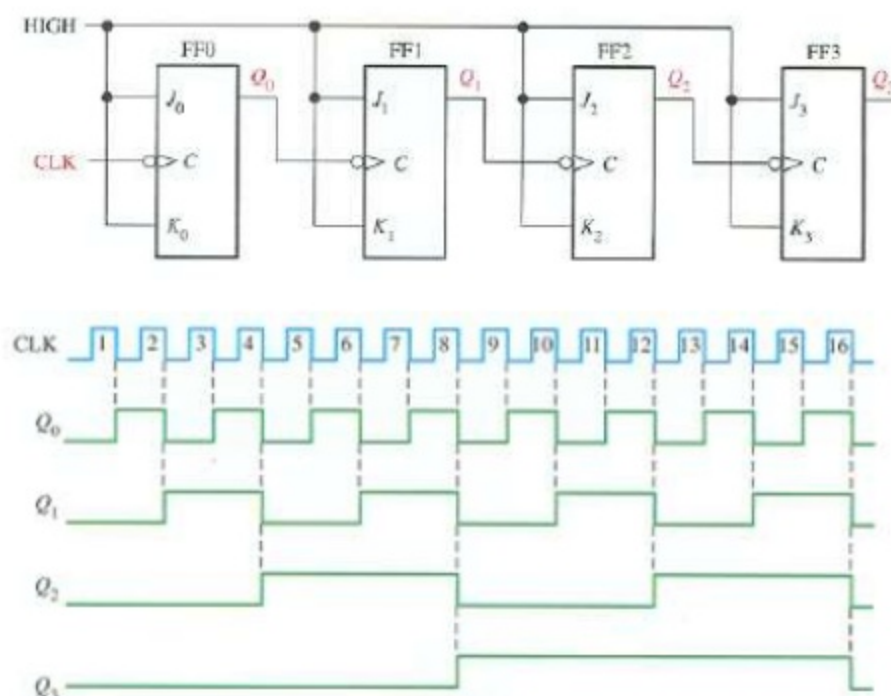 HIGH
FF0 FF1 FF2 FF3
Q0 Q1 Q2 Q3
J0 J1 J2 J3
CLK C C C C
K0 K1 K2 K3
CLK 1 2 3 4 5 6 7 8 9 10 11 12 13 14 15 16
Q0
Q1
Q2
Q3